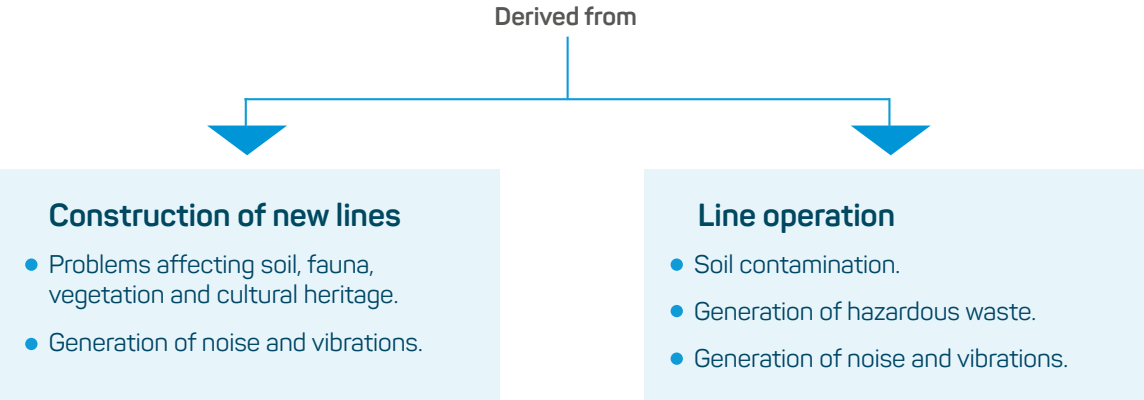 Derived from
Construction of new lines
Problems affecting soil, fauna,
vegetation and cultural heritage.
Generation of noise and vibrations.
Line operation
Soil contamination.
Generation of hazardous waste.
Generation of noise and vibrations.